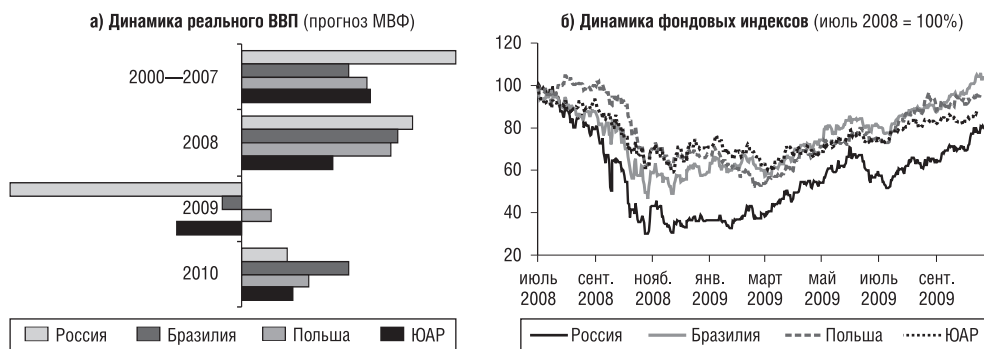 а) Динамика реального ВВП (прогноз МВФ)
2000—2007
2008
2009
2010
Россия Бразилия Польша ЮАР
б) Динамика фондовых индексов (июль 2008 = 100%)
120
100
80
60
40
20
июль сент. нояб. янв. март май июль сент.
2008 2008 2008 2009 2009 2009 2009 2009
Россия Бразилия Польша ЮАР